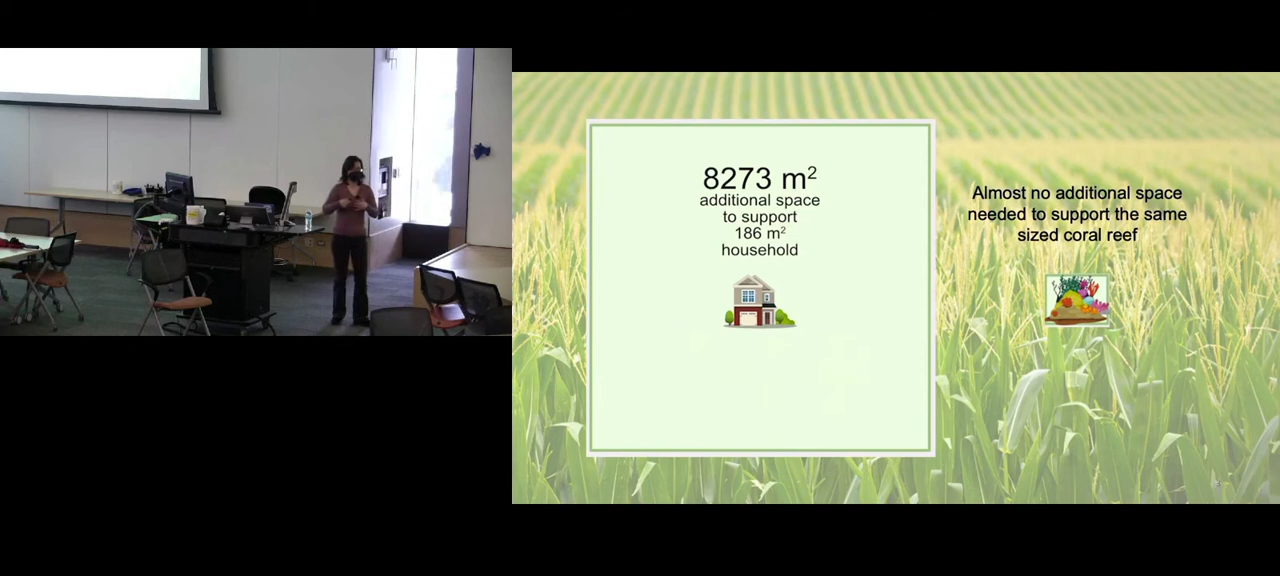 8273 m²
additional space
to support
186 m²
household
Almost no additional space
needed to support the same
sized coral reef